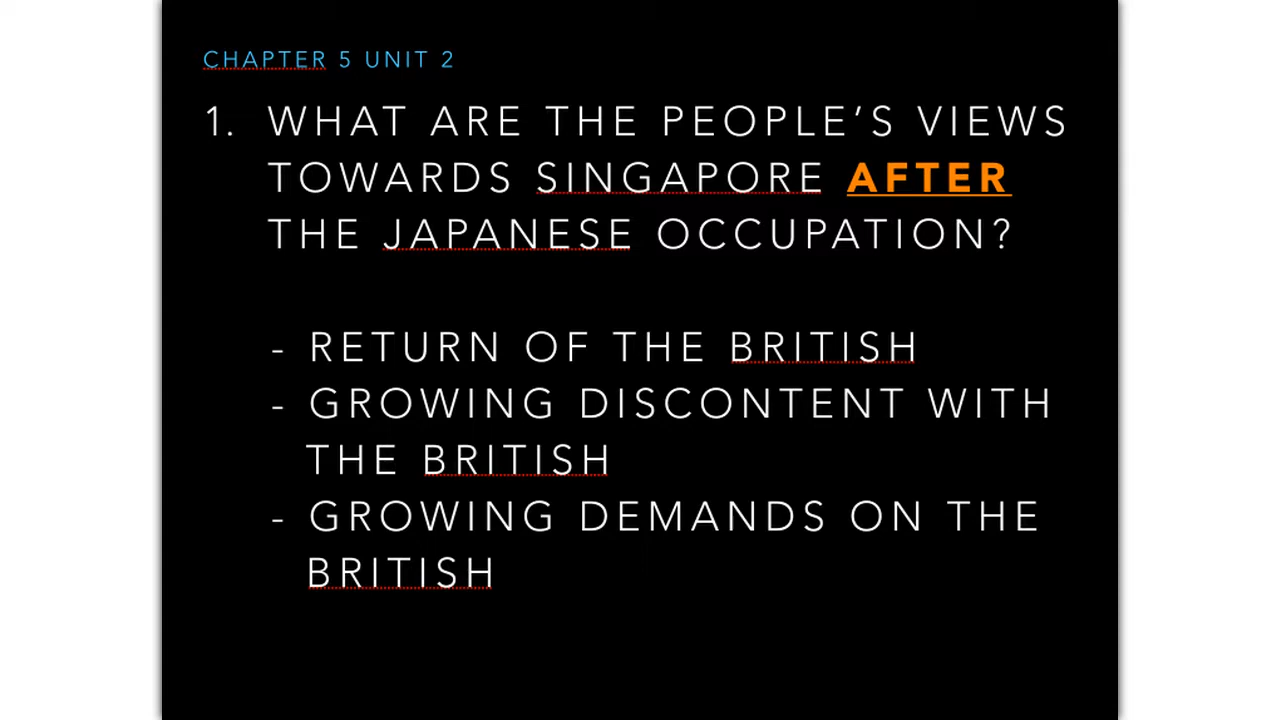 CHAPTER 5 UNIT 2
1. WHAT ARE THE PEOPLE’S VIEWS
TOWARDS SINGAPORE AFTER
THE JAPANESE OCCUPATION?
- RETURN OF THE BRITISH
- GROWING DISCONTENT WITH
THE BRITISH
- GROWING DEMANDS ON THE
BRITISH